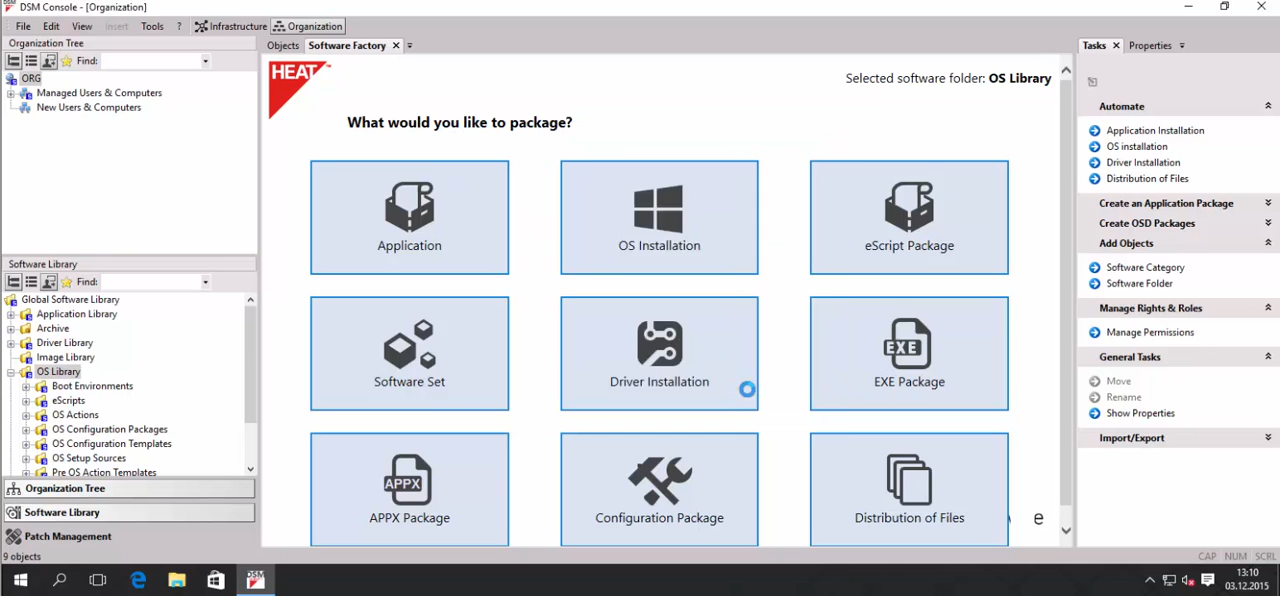 DSM Console - [Organization]
File Edit View Insert Tools ? Infrastructure Organization
Organization Tree
Find:
ORG
Managed Users & Computers
New Users & Computers
Software Library
Find:
Global Software Library
Application Library
Archive
Driver Library
Image Library
OS Library
Boot Environments
eScripts
OS Actions
OS Configuration Packages
OS Configuration Templates
OS Setup Sources
Pre OS Action Templates
Organization Tree
Software Library
Patch Management
9 objects
Objects Software Factory
HEAT™
Selected software folder: OS Library
What would you like to package?
Application
OS Installation
eScript Package
Software Set
Driver Installation
EXE
EXE Package
APPX
APPX Package
Configuration Package
Distribution of Files
e
Tasks Properties
Automate
Application Installation
OS installation
Driver Installation
Distribution of Files
Create an Application Package
Create OSD Packages
Add Objects
Software Category
Software Folder
Manage Rights & Roles
Manage Permissions
General Tasks
Move
Rename
Show Properties
Import/Export
CAP NUM SCRL
DSM
13:10
03.12.2015